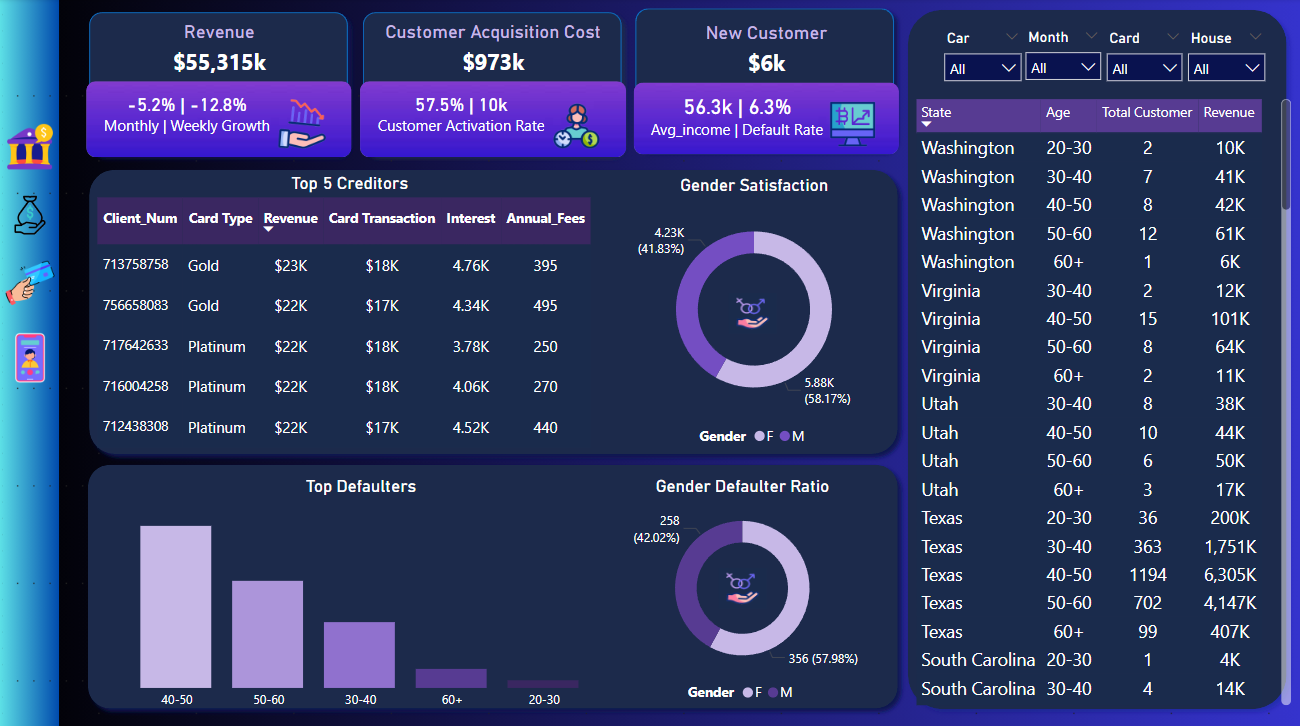 Revenue
$55,315k
-5.2% | -12.8%
Monthly | Weekly Growth
Customer Acquisition Cost
$973k
57.5% | 10k
Customer Activation Rate
New Customer
$6k
56.3k | 6.3%
Avg_income | Default Rate
Car Month Card House
All All All All
Top 5 Creditors
Client_Num Card Type Revenue Card Transaction Interest Annual_Fees
713758758 Gold $23K $18K 4.76K 395
756658083 Gold $22K $17K 4.34K 495
717642633 Platinum $22K $18K 3.78K 250
716004258 Platinum $22K $18K 4.06K 270
712438308 Platinum $22K $17K 4.52K 440
Gender Satisfaction
4.23K
(41.83%)
5.88K
(58.17%)
Gender F M
Top Defaulters
40-50 50-60 30-40 60+ 20-30
Gender Defaulter Ratio
258
(42.02%)
356 (57.98%)
Gender F M
State Age Total Customer Revenue
Washington 20-30 2 10K
Washington 30-40 7 41K
Washington 40-50 8 42K
Washington 50-60 12 61K
Washington 60+ 1 6K
Virginia 30-40 2 12K
Virginia 40-50 15 101K
Virginia 50-60 8 64K
Virginia 60+ 2 11K
Utah 30-40 8 38K
Utah 40-50 10 44K
Utah 50-60 6 50K
Utah 60+ 3 17K
Texas 20-30 36 200K
Texas 30-40 363 1,751K
Texas 40-50 1194 6,305K
Texas 50-60 702 4,147K
Texas 60+ 99 407K
South Carolina 20-30 1 4K
South Carolina 30-40 4 14K